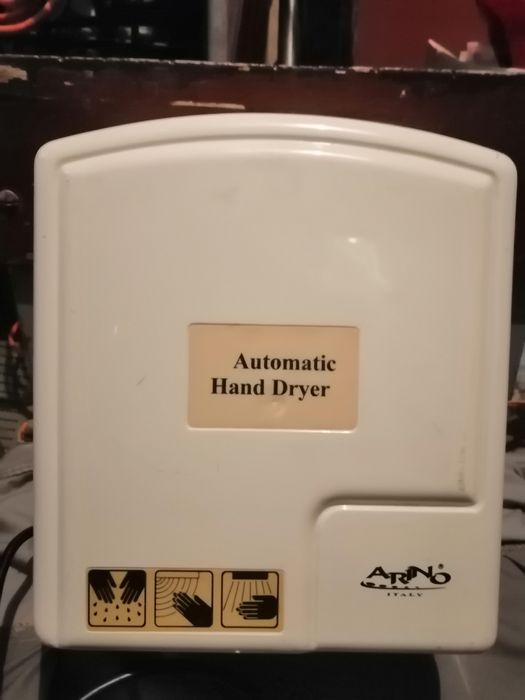 Automatic
Hand Dryer
ARINO®
ITALY